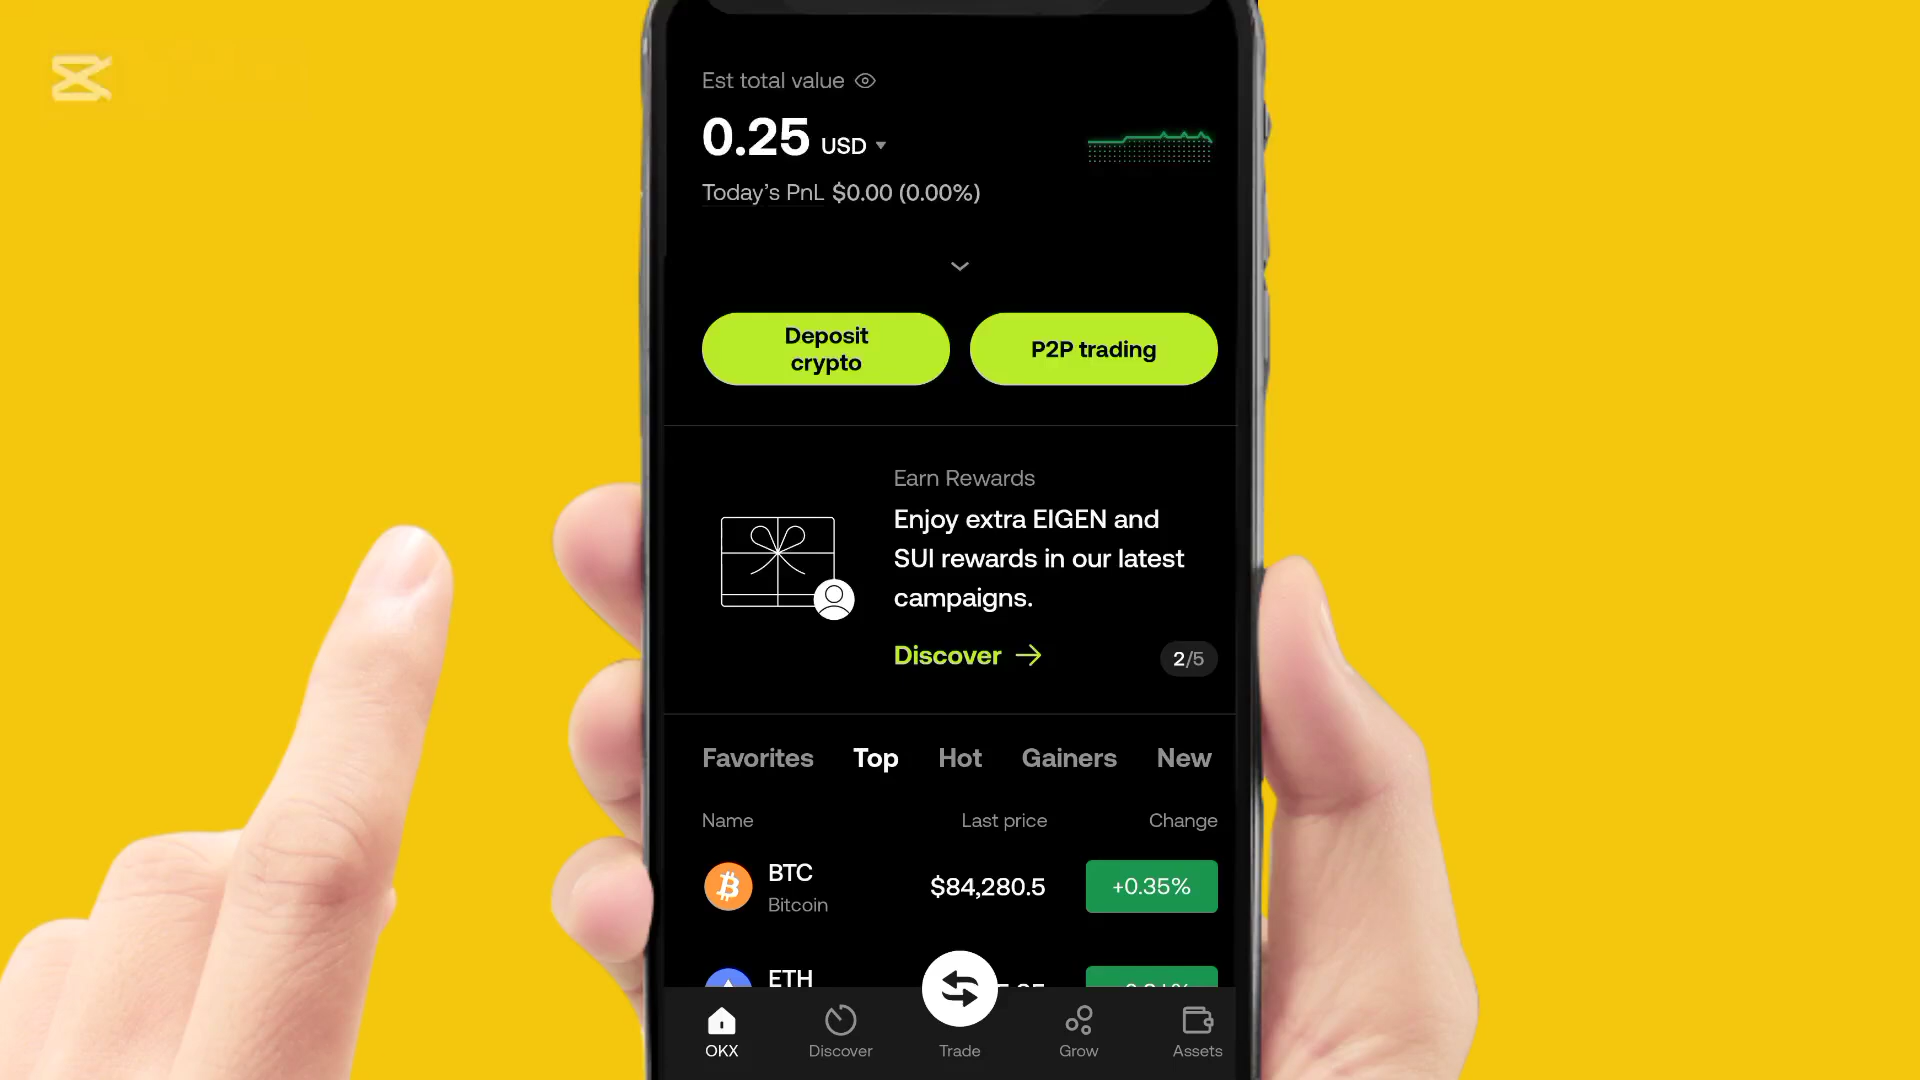 Est total value
0.25 USD
Today's PnL $0.00 (0.00%)
Deposit
crypto
P2P trading
Earn Rewards
Enjoy extra EIGEN and
SUI rewards in our latest
campaigns.
Discover
2/5
Favorites Top Hot Gainers New
Name Last price Change
BTC $84,280.5 +0.35%
Bitcoin
ETH
OKX Discover Trade Grow Assets